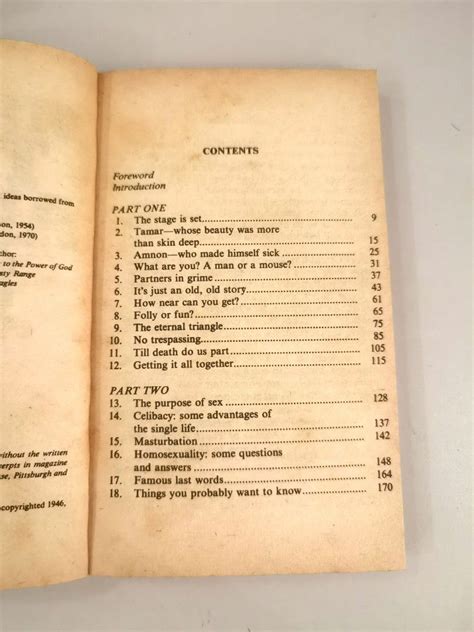 ideas borrowed from
son, 1954)
don, 1970)
thor:
to the Power of God
sty Range
agles
without the written
erpts in magazine
ae, Pittsburgh and
copyrighted 1946,
CONTENTS
Foreword
Introduction
PART ONE
1. The stage is set 9
2. Tamar—whose beauty was more
than skin deep 15
3. Amnon—who made himself sick 25
4. What are you? A man or a mouse? 31
5. Partners in grime 37
6. It's just an old, old story 43
7. How near can you get? 61
8. Folly or fun? 65
9. The eternal triangle 75
10. No trespassing 85
11. Till death do us part 105
12. Getting it all together 115
PART TWO
13. The purpose of sex 128
14. Celibacy: some advantages of
the single life 137
15. Masturbation 142
16. Homosexuality: some questions
and answers 148
17. Famous last words 164
18. Things you probably want to know 170